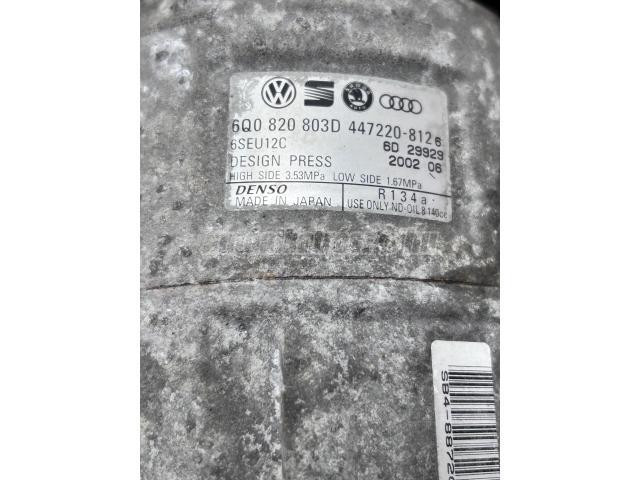 6Q0 820 803D 447220-8126
6SEU12C 6D 29929
DESIGN PRESS 2002 06
HIGH SIDE 3.53MPa LOW SIDE 1.67MPa
DENSO R134a
MADE IN JAPAN USE ONLY ND-OIL 8 140cc